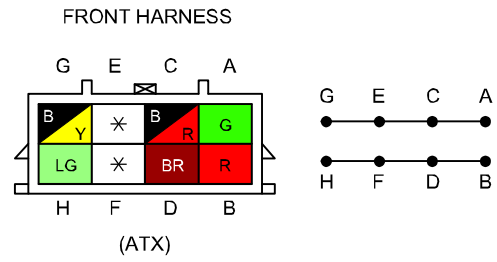 FRONT HARNESS
G E C A
B Y * B R G
LG * BR R
H F D B
(ATX)
G E C A
H F D B